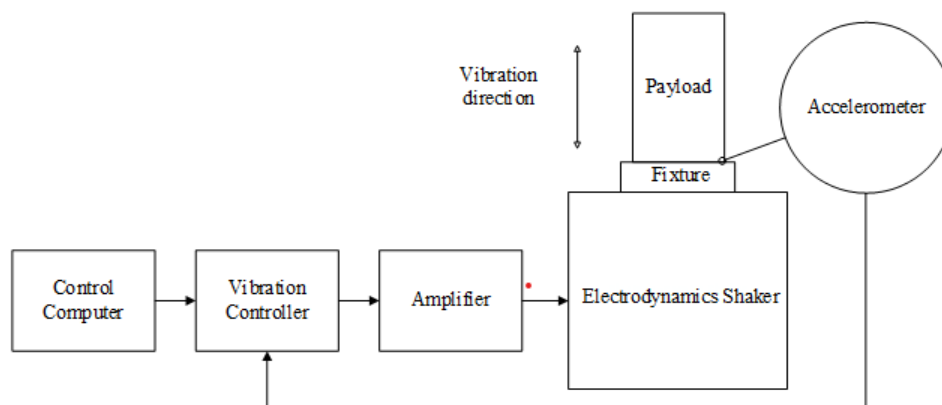 Vibration
direction
Payload
Accelerometer
Fixture
Control
Computer
Vibration
Controller
Amplifier
Electrodynamics Shaker